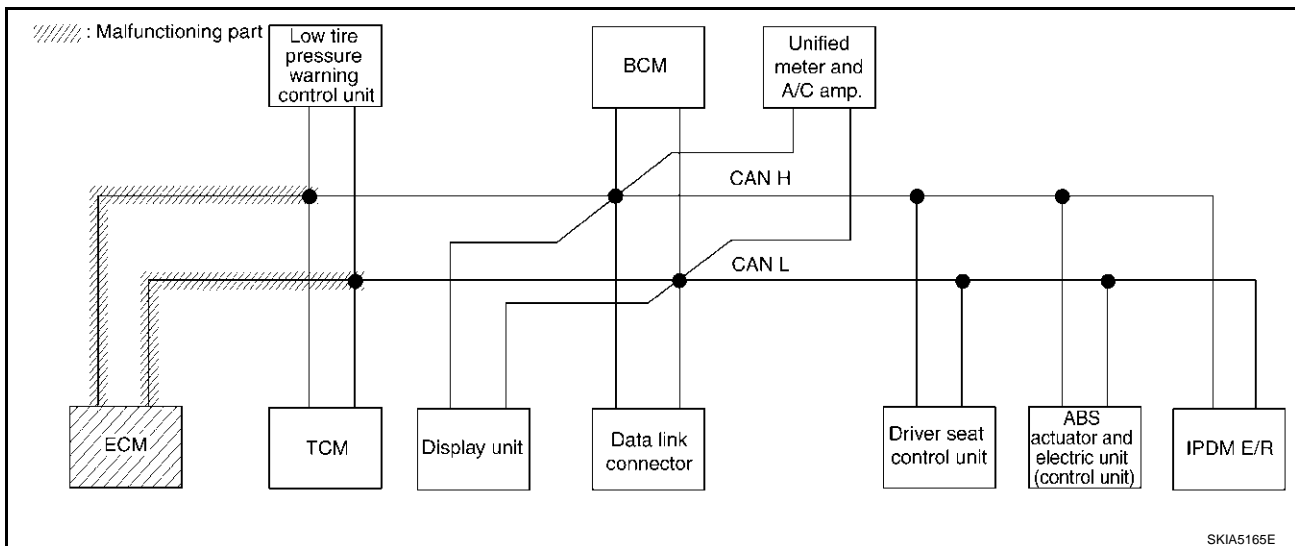 : Malfunctioning part
Low tire
pressure
warning
control unit
BCM
Unified
meter and
A/C amp.
CAN H
CAN L
ECM
TCM
Display unit
Data link
connector
Driver seat
control unit
ABS
actuator and
electric unit
(control unit)
IPDM E/R
SKIA5165E